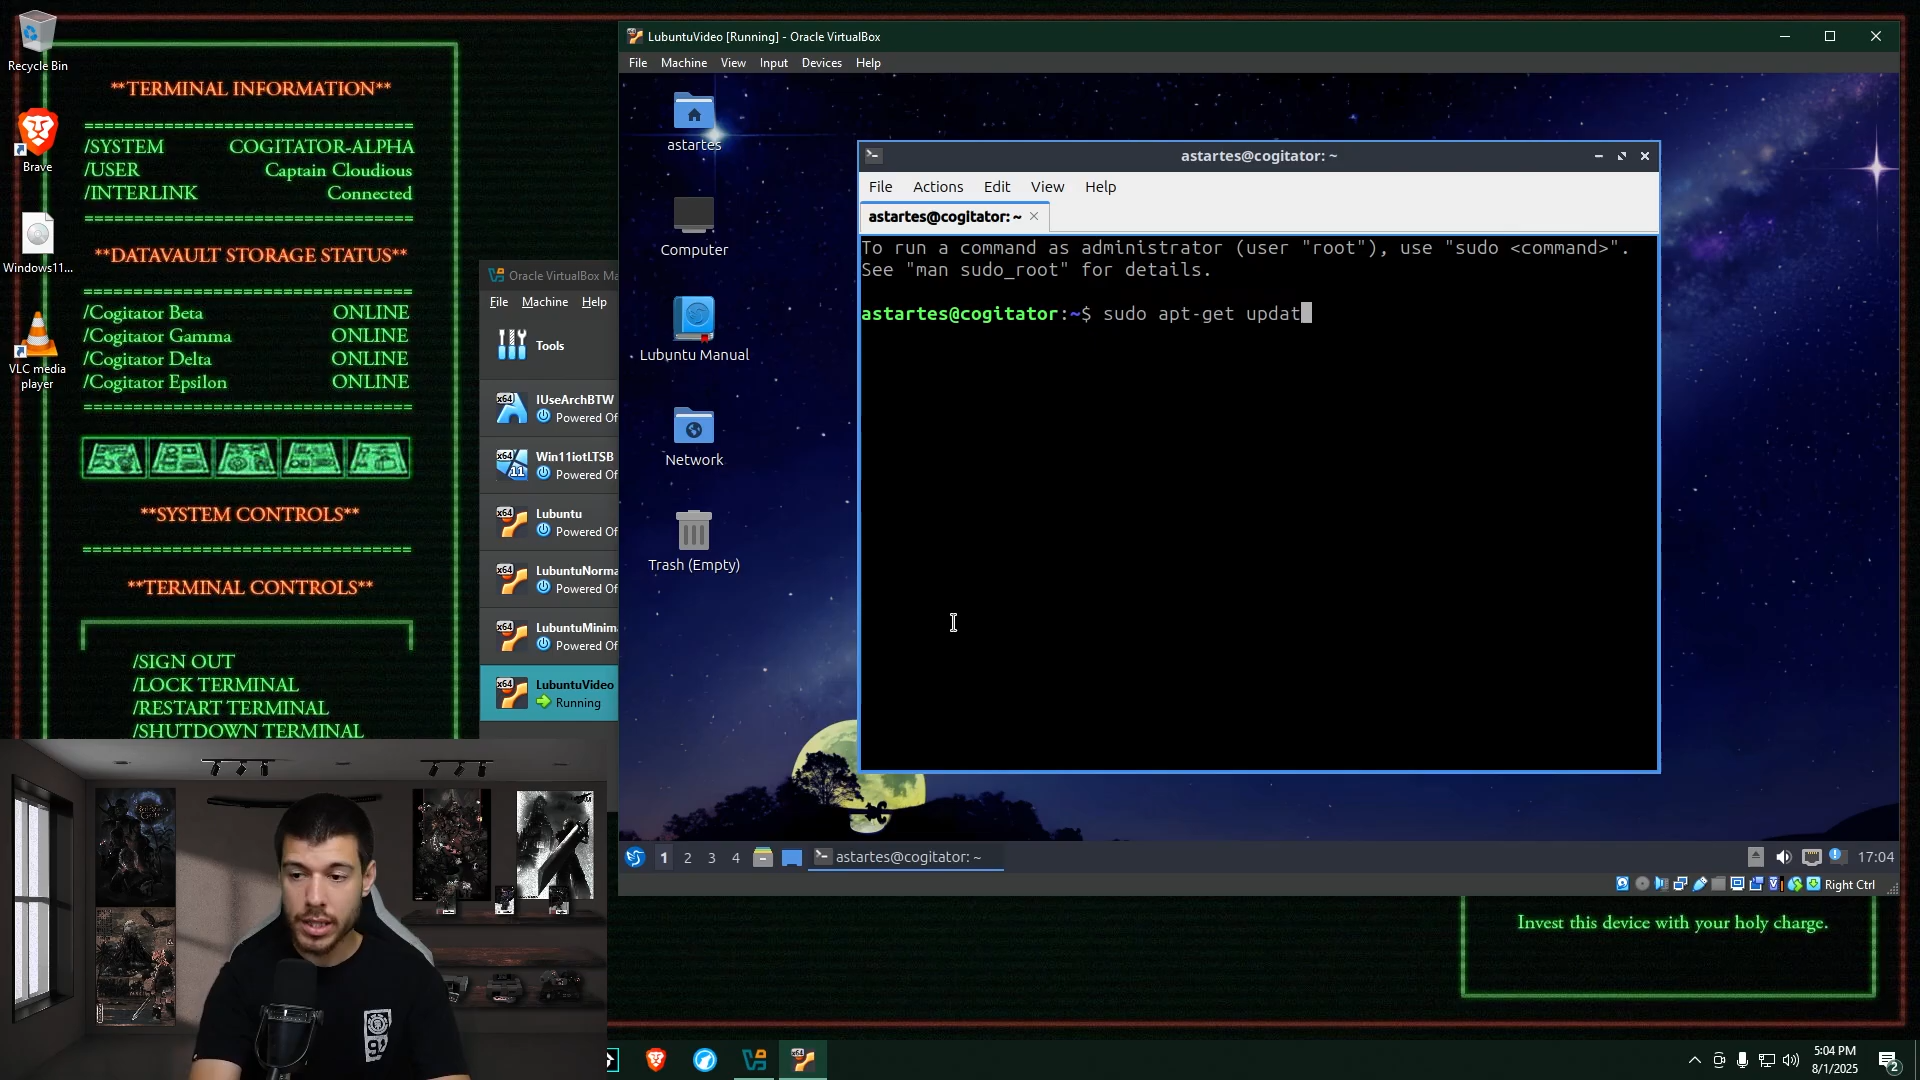 Recycle Bin
Brave
Windows11...
VLC media
player
**TERMINAL INFORMATION**
/SYSTEM COGITATOR-ALPHA
/USER Captain Cloudious
/INTERLINK Connected
**DATAVAULT STORAGE STATUS**
/Cogitator Beta ONLINE
/Cogitator Gamma ONLINE
/Cogitator Delta ONLINE
/Cogitator Epsilon ONLINE
**SYSTEM CONTROLS**
**TERMINAL CONTROLS**
/SIGN OUT
/LOCK TERMINAL
/RESTART TERMINAL
/SHUTDOWN TERMINAL
Oracle VirtualBox Ma
File Machine Help
Tools
IUseArchBTW
Powered Of
Win11iotLTSB
Powered Of
Lubuntu
Powered Of
LubuntuNorma
Powered Of
LubuntuMinima
Powered Of
LubuntuVideo
Running
LubuntuVideo [Running] - Oracle VirtualBox
File Machine View Input Devices Help
astartes
Computer
Lubuntu Manual
Network
Trash (Empty)
astartes@cogitator: ~
File Actions Edit View Help
astartes@cogitator: ~
To run a command as administrator (user "root"), use "sudo <command>".
See "man sudo_root" for details.
astartes@cogitator:~$ sudo apt-get updat
1 2 3 4 astartes@cogitator: ~ 17:04
Right Ctrl
Invest this device with your holy charge.
5:04 PM
8/1/2025
2